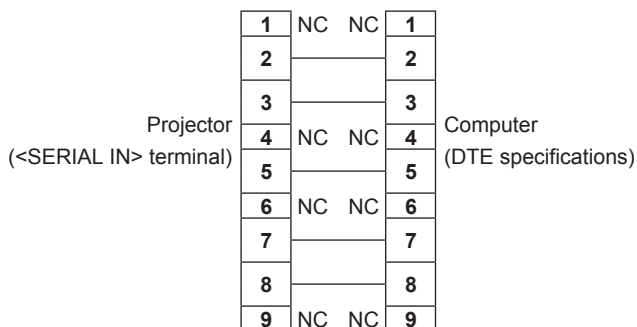 1 NC NC 1
2 2
3 3
Projector
(<SERIAL IN> terminal)
4 NC NC 4
Computer
(DTE specifications)
5 5
6 NC NC 6
7 7
8 8
9 NC NC 9